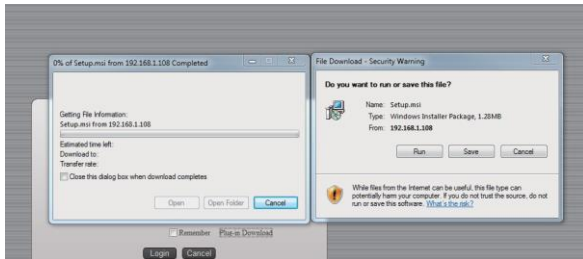 0% of Setup.msi from 192.168.1.108 Completed
Getting File Information:
Setup.msi from 192.168.1.108
Estimated time left:
Download to:
Transfer rate:
Close this dialog box when download completes
Open
Open Folder
Cancel
File Download - Security Warning
Do you want to run or save this file?
Name: Setup.msi
Type: Windows Installer Package, 1.28MB
From: 192.168.1.108
Run
Save
Cancel
While files from the Internet can be useful, this file type can
potentially harm your computer. If you do not trust the source, do not
run or save this software. What's the risk?
Remember Plug-in Download
Login
Cancel